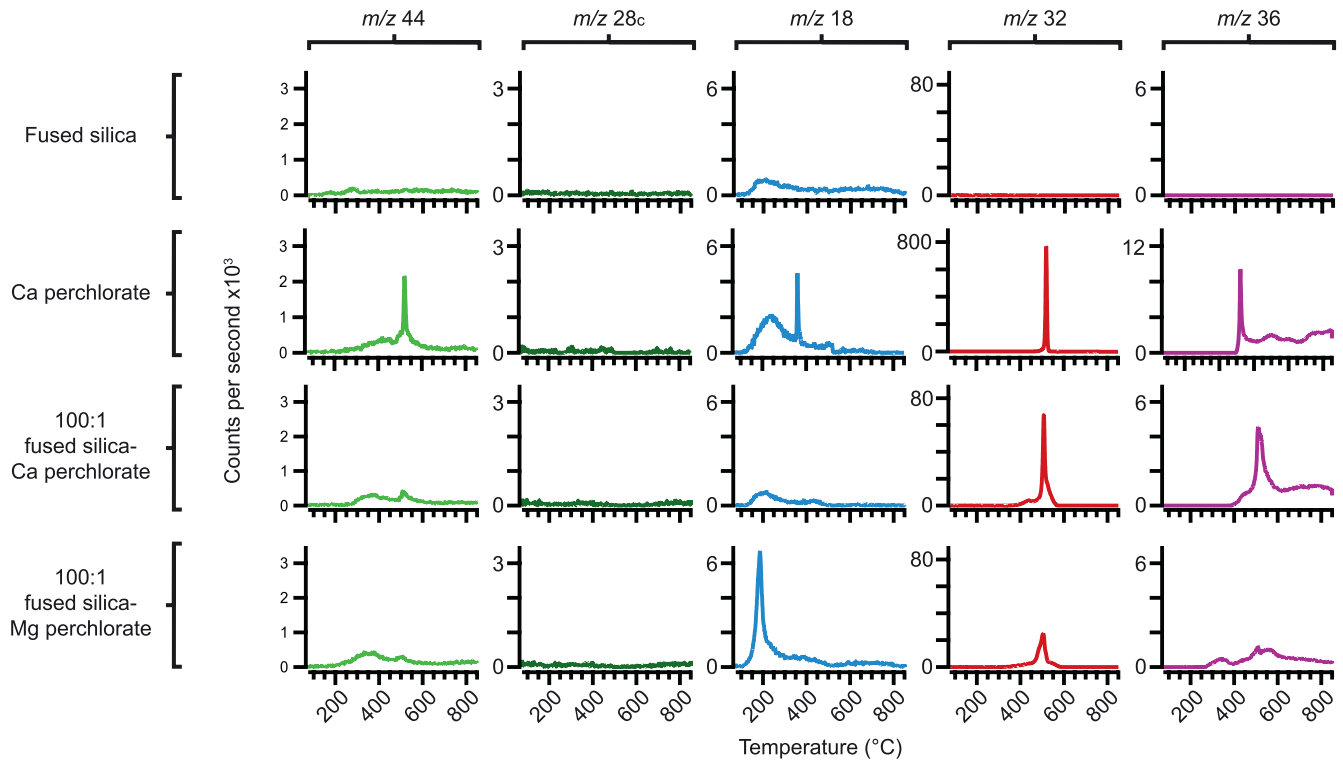 m/z 44 m/z 28c m/z 18 m/z 32 m/z 36
Fused silica
3 3 6 80 6
2
1
0 0 0 0 0
Ca perchlorate
3 3 6 800 12
2
1
0 0 0 0 0
Counts per second x10³
100:1
fused silica-
Ca perchlorate
3 3 6 80 6
2
1
0 0 0 0 0
100:1
fused silica-
Mg perchlorate
3 3 6 80 6
2
1
0 0 0 0 0
200 400 600 800 200 400 600 800 200 400 600 800 200 400 600 800 200 400 600 800
Temperature (°C)